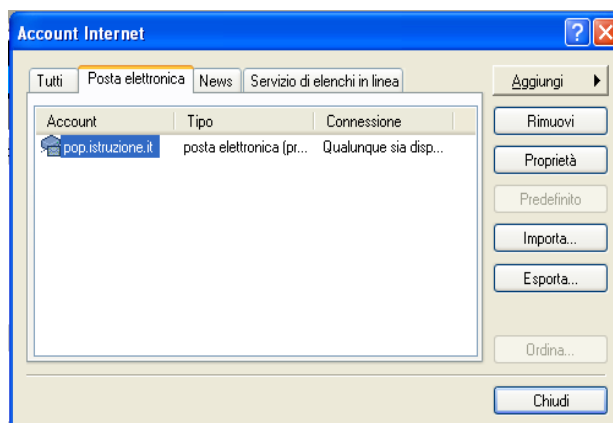 Account Internet
Tutti Posta elettronica News Servizio di elenchi in linea
Aggiungi
Account Tipo Connessione
Rimuovi
pop.istruzione.it posta elettronica (pr... Qualunque sia disp...
Proprietà
Predefinito
Importa...
Esporta...
Ordina...
Chiudi